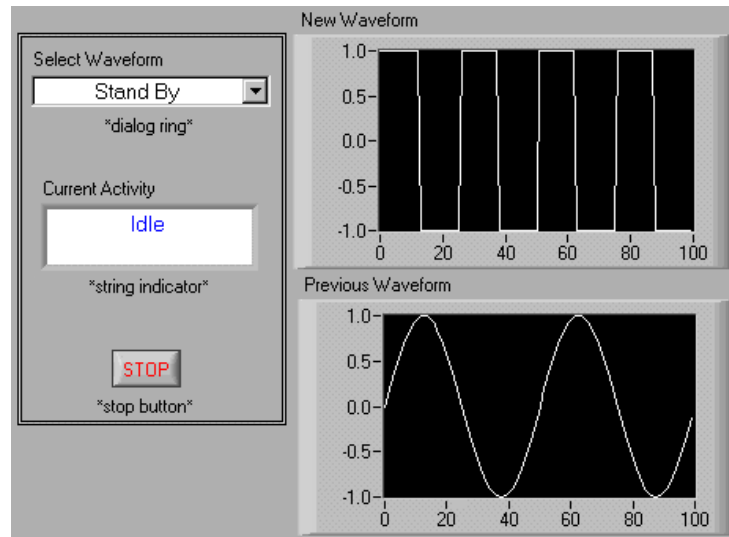 Select Waveform
Stand By
*dialog ring*
Current Activity
Idle
*string indicator*
STOP
*stop button*
New Waveform
1.0
0.5
0.0
-0.5
-1.0
0 20 40 60 80 100
Previous Waveform
1.0
0.5
0.0
-0.5
-1.0
0 20 40 60 80 100